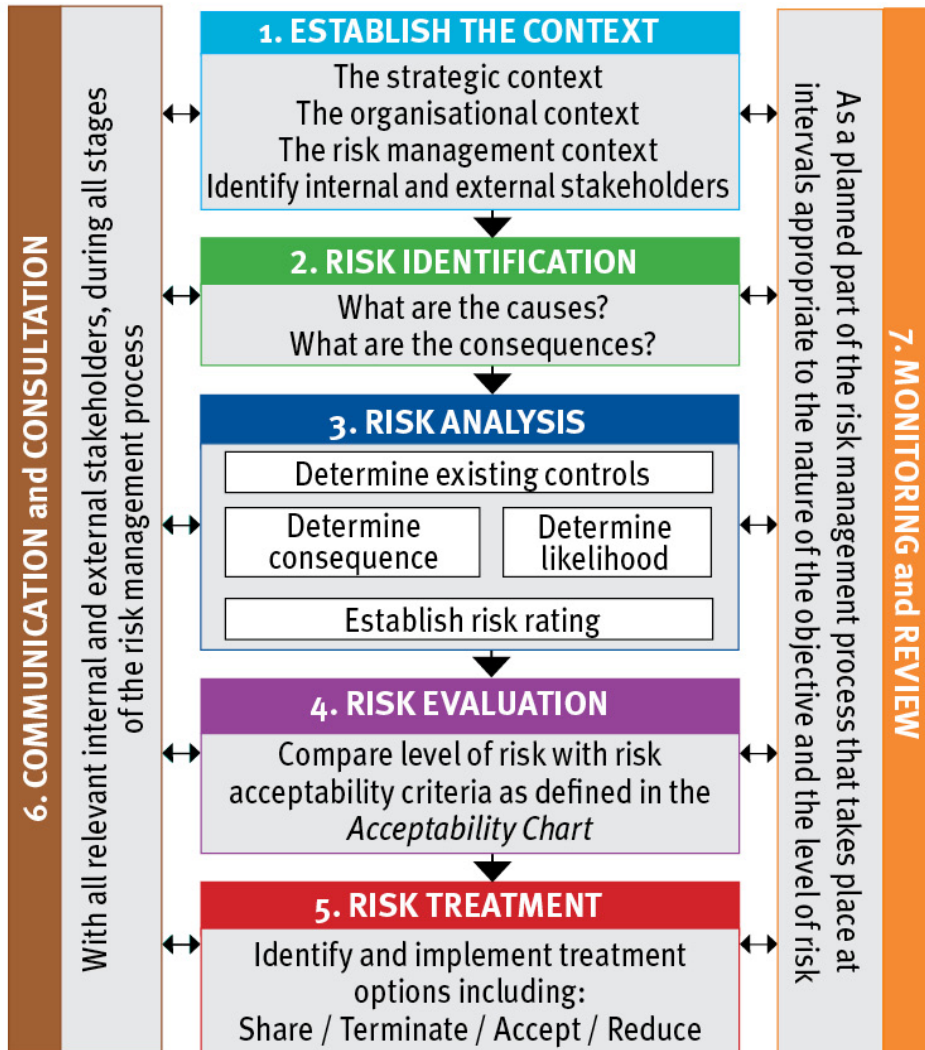 1. ESTABLISH THE CONTEXT
The strategic context
The organisational context
The risk management context
Identify internal and external stakeholders
2. RISK IDENTIFICATION
What are the causes?
What are the consequences?
3. RISK ANALYSIS
Determine existing controls
Determine
consequence
Determine
likelihood
Establish risk rating
4. RISK EVALUATION
Compare level of risk with risk
acceptability criteria as defined in the
Acceptability Chart
5. RISK TREATMENT
Identify and implement treatment
options including:
Share / Terminate / Accept / Reduce
6. COMMUNICATION and CONSULTATION
With all relevant internal and external stakeholders, during all stages
of the risk management process
7. MONITORING and REVIEW
As a planned part of the risk management process that takes place at
intervals appropriate to the nature of the objective and the level of risk